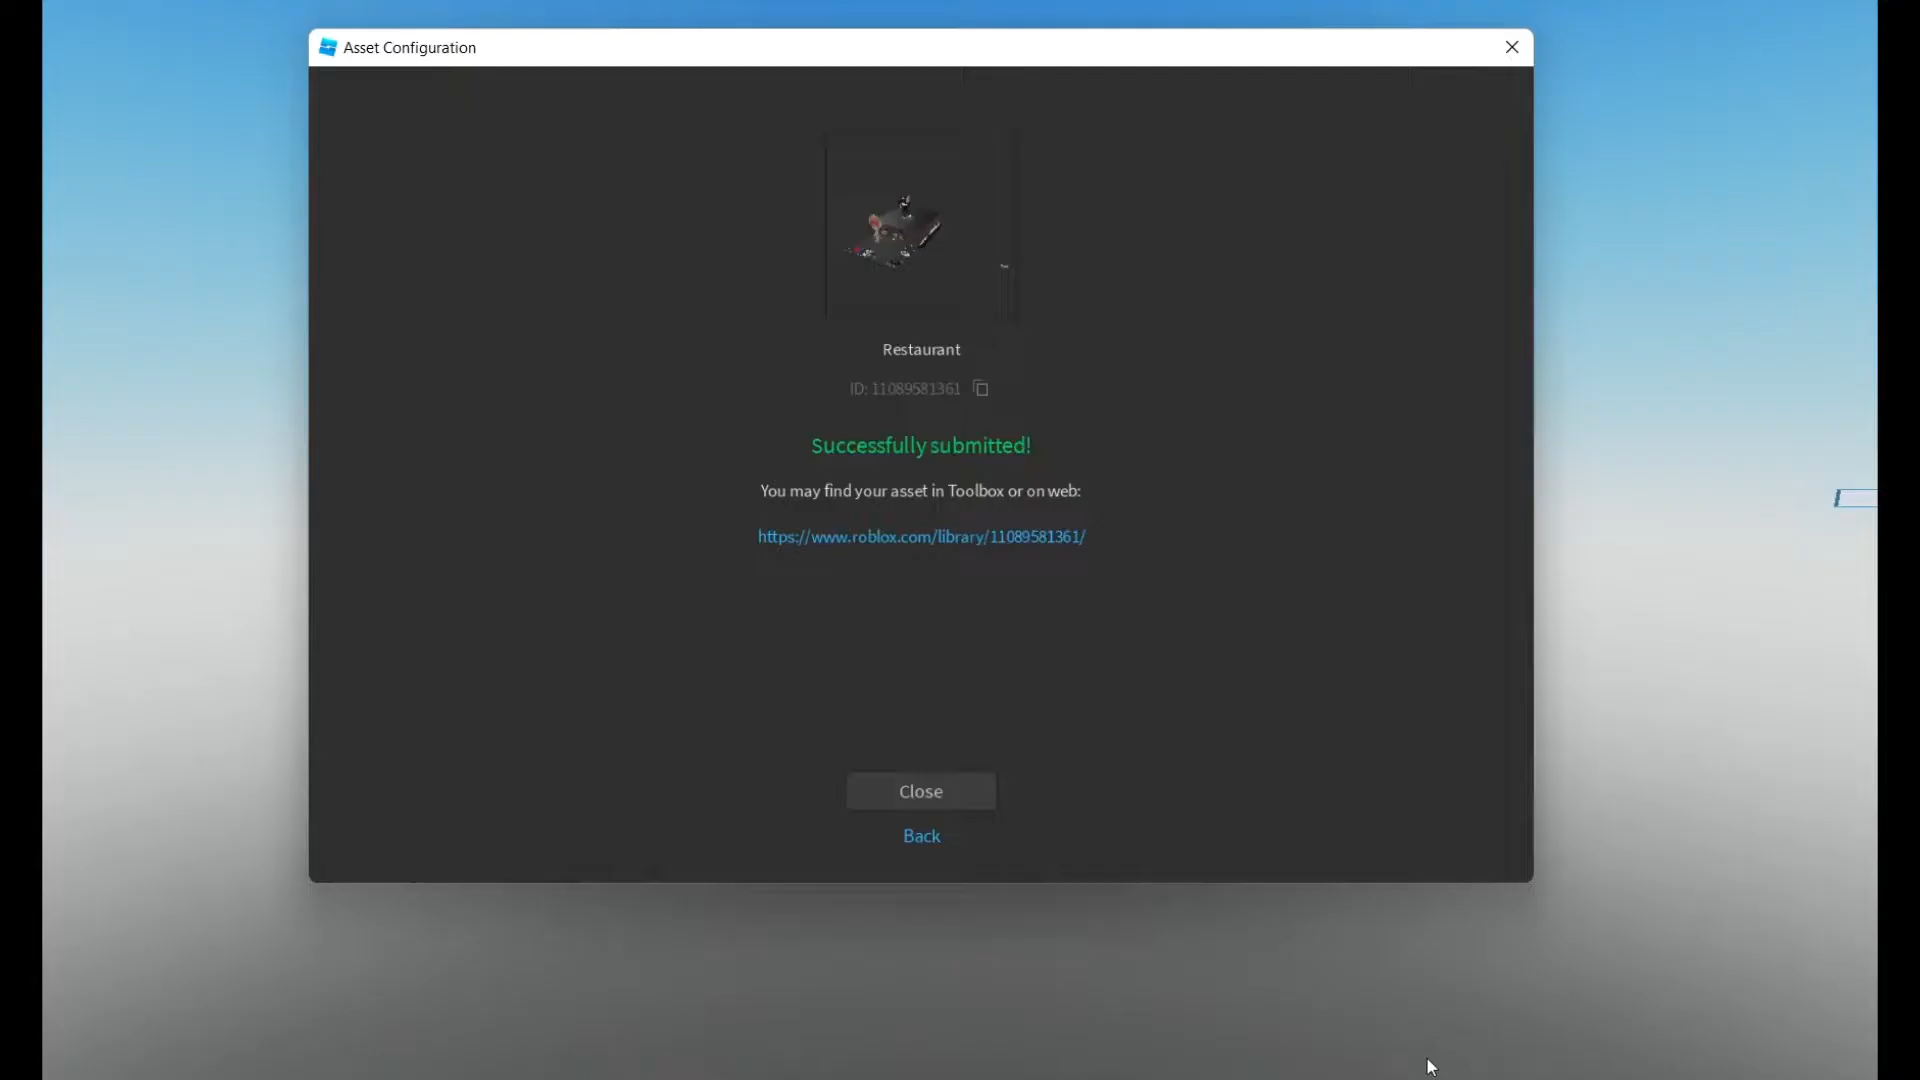 Asset Configuration
Restaurant
ID: 11089581361
Successfully submitted!
You may find your asset in Toolbox or on web:
https://www.roblox.com/library/11089581361/
Close
Back